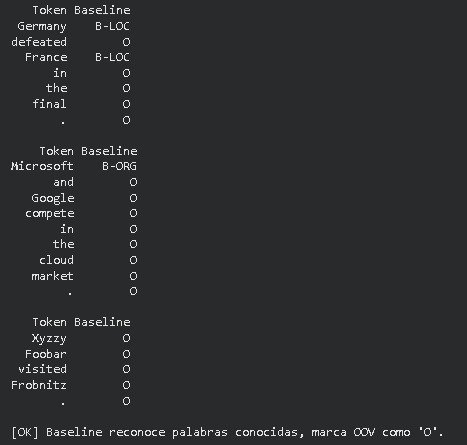 Token Baseline
Germany B-LOC
defeated O
France B-LOC
in O
the O
final O
. O
Token Baseline
Microsoft B-ORG
and O
Google O
compete O
in O
the O
cloud O
market O
. O
Token Baseline
Xyzzy O
Foobar O
visited O
Frobnitz O
. O
[OK] Baseline reconoce palabras conocidas, marca OOV como 'O'.